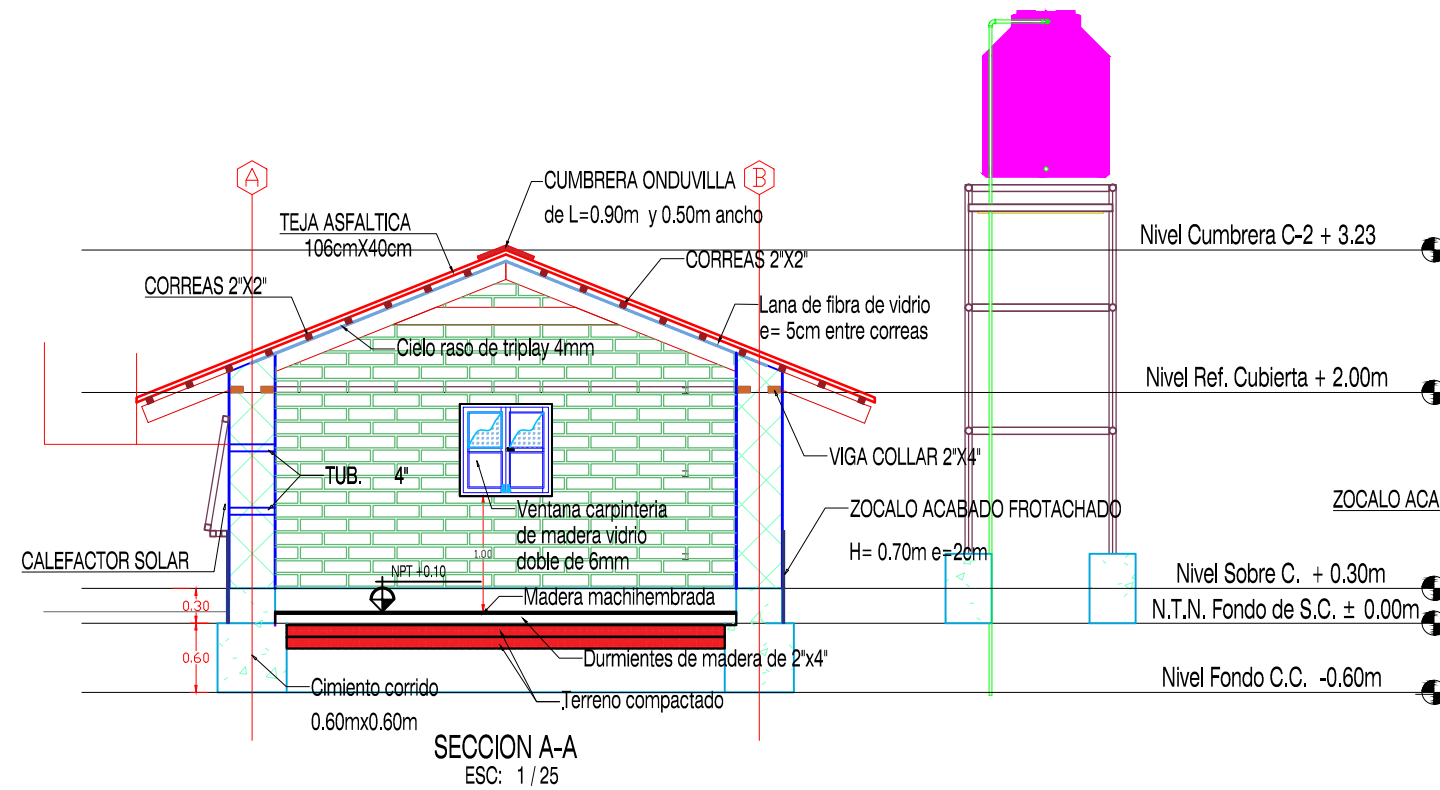 A
B
CUMBRERA ONDUVILLA
de L=0.90m y 0.50m ancho
TEJA ASFALTICA
106cmX40cm
Nivel Cumbrera C-2 + 3.23
CORREAS 2"X2"
CORREAS 2"X2"
Lana de fibra de vidrio
e= 5cm entre correas
Cielo raso de triplay 4mm
Nivel Ref. Cubierta + 2.00m
VIGA COLLAR 2"X4"
TUB. 4"
Ventana carpinteria
de madera vidrio
doble de 6mm
ZOCALO ACABADO FROTACHADO
H= 0.70m e=2cm
ZOCALO ACA
1.00
CALEFACTOR SOLAR
NPT +0.10
Nivel Sobre C. + 0.30m
Madera machihembrada
0.30
N.T.N. Fondo de S.C. ± 0.00m
0.60
Durmientes de madera de 2"x4"
Nivel Fondo C.C. -0.60m
Cimiento corrido
0.60mx0.60m
Terreno compactado
SECCION A-A
ESC: 1 / 25